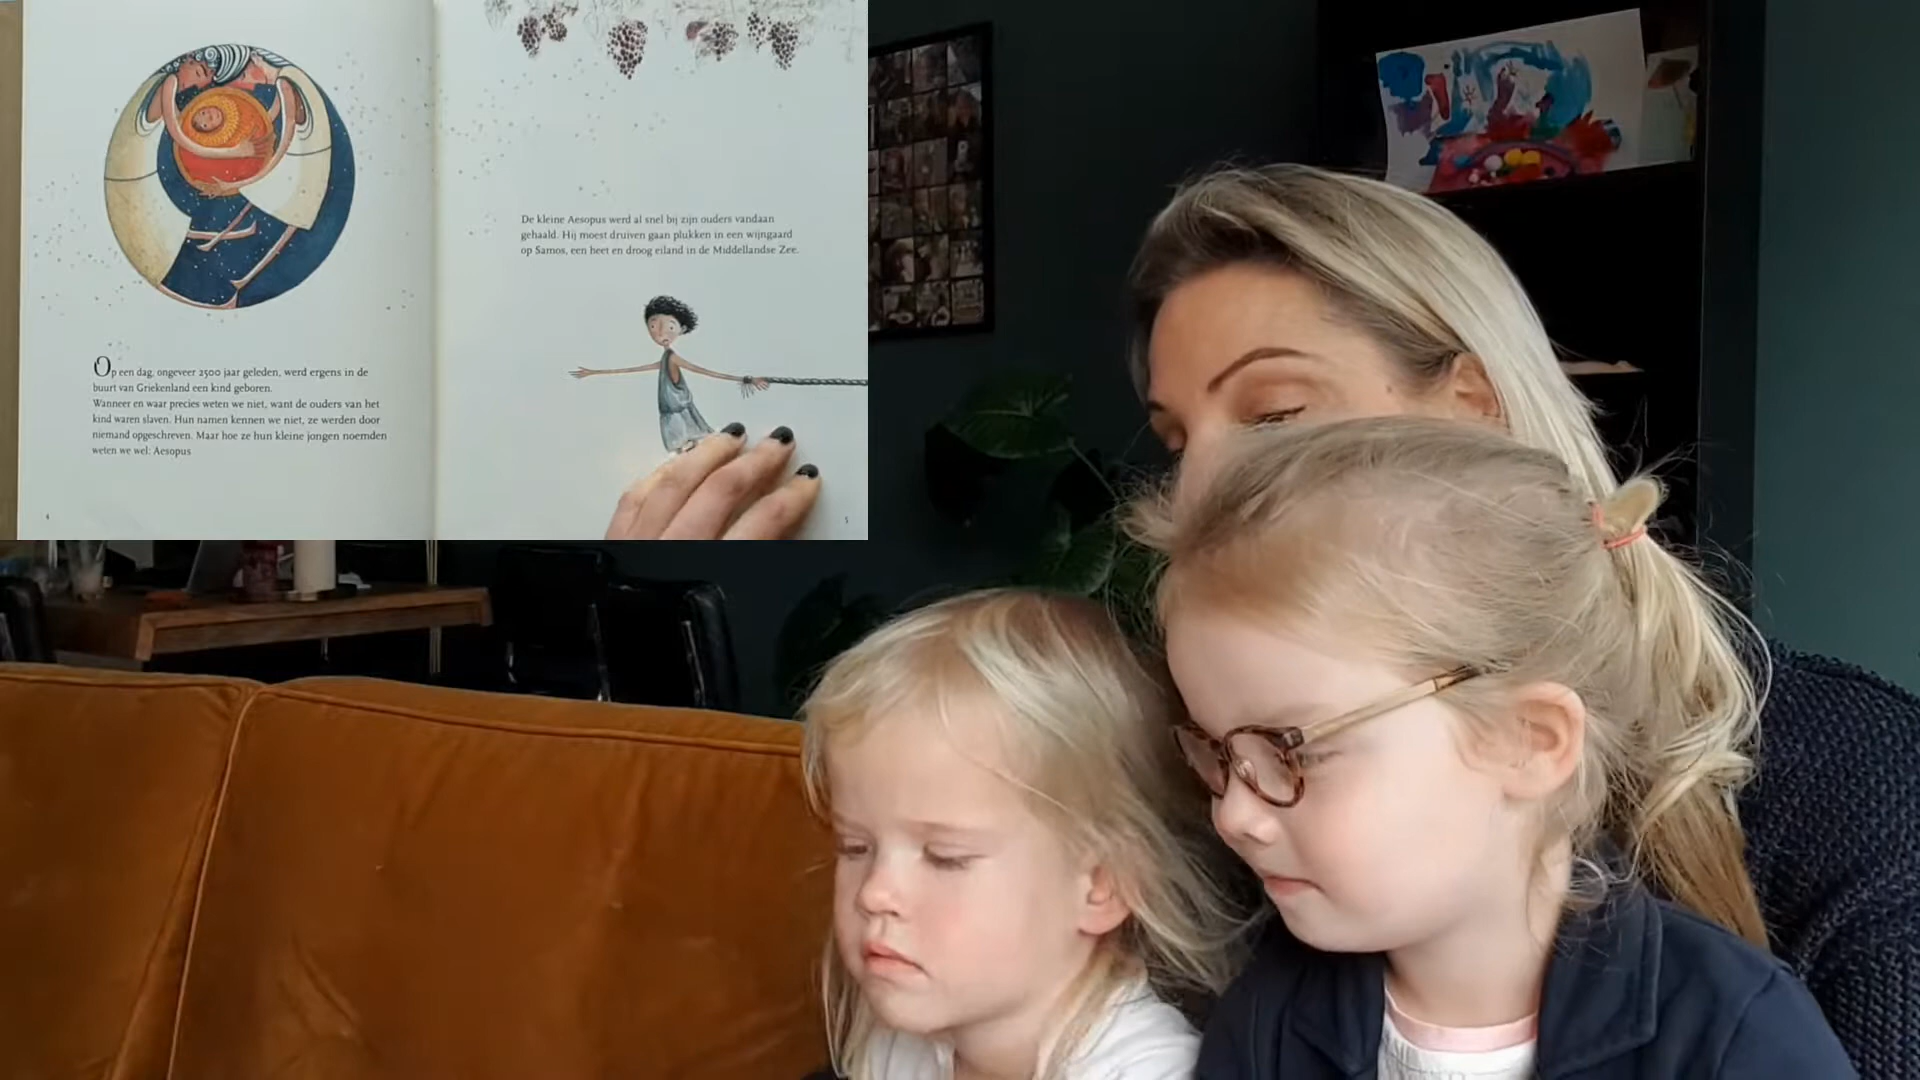 Op een dag, ongeveer 2500 jaar geleden, werd ergens in de
buurt van Griekenland een kind geboren.
Wanneer en waar precies weten we niet, want de ouders van het
kind waren slaven. Hun namen kennen we niet, ze werden door
niemand opgeschreven. Maar hoe ze hun kleine jongen noemden
weten we wel: Aesopus
4
De kleine Aesopus werd al snel bij zijn ouders vandaan
gehaald. Hij moest druiven gaan plukken in een wijngaard
op Samos, een heet en droog eiland in de Middellandse Zee.
5